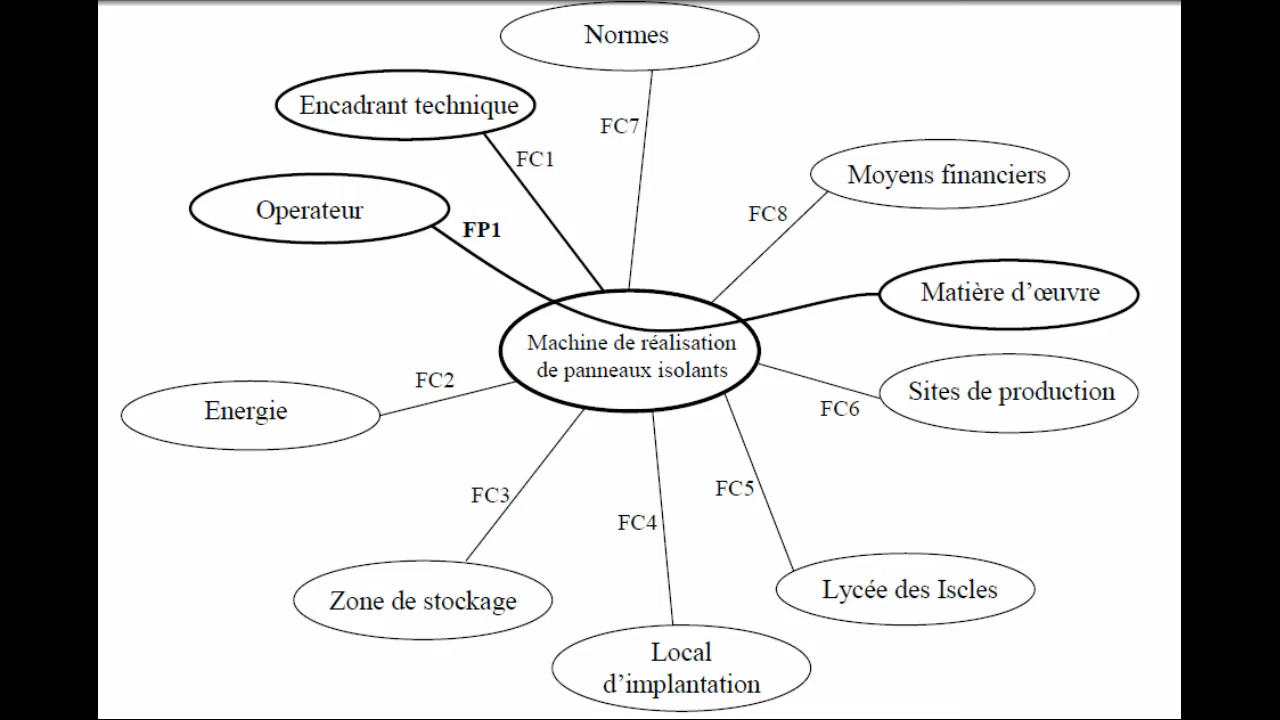 Normes
Encadrant technique
FC7
FC1
Moyens financiers
Operateur
FP1
FC8
Matière d’œuvre
Machine de réalisation
de panneaux isolants
FC2
Energie
FC6
Sites de production
FC3
FC4
FC5
Zone de stockage
Lycée des Iscles
Local
d’implantation